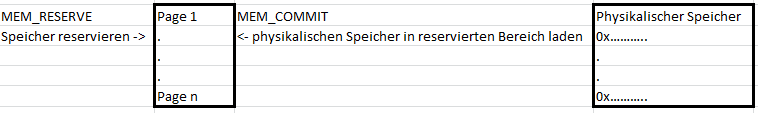 MEM_RESERVE Page 1 MEM_COMMIT Physikalischer Speicher
Speicher reservieren -> . <- physikalischen Speicher in reservierten Bereich laden 0x………..
. .
. .
Page n 0x………..